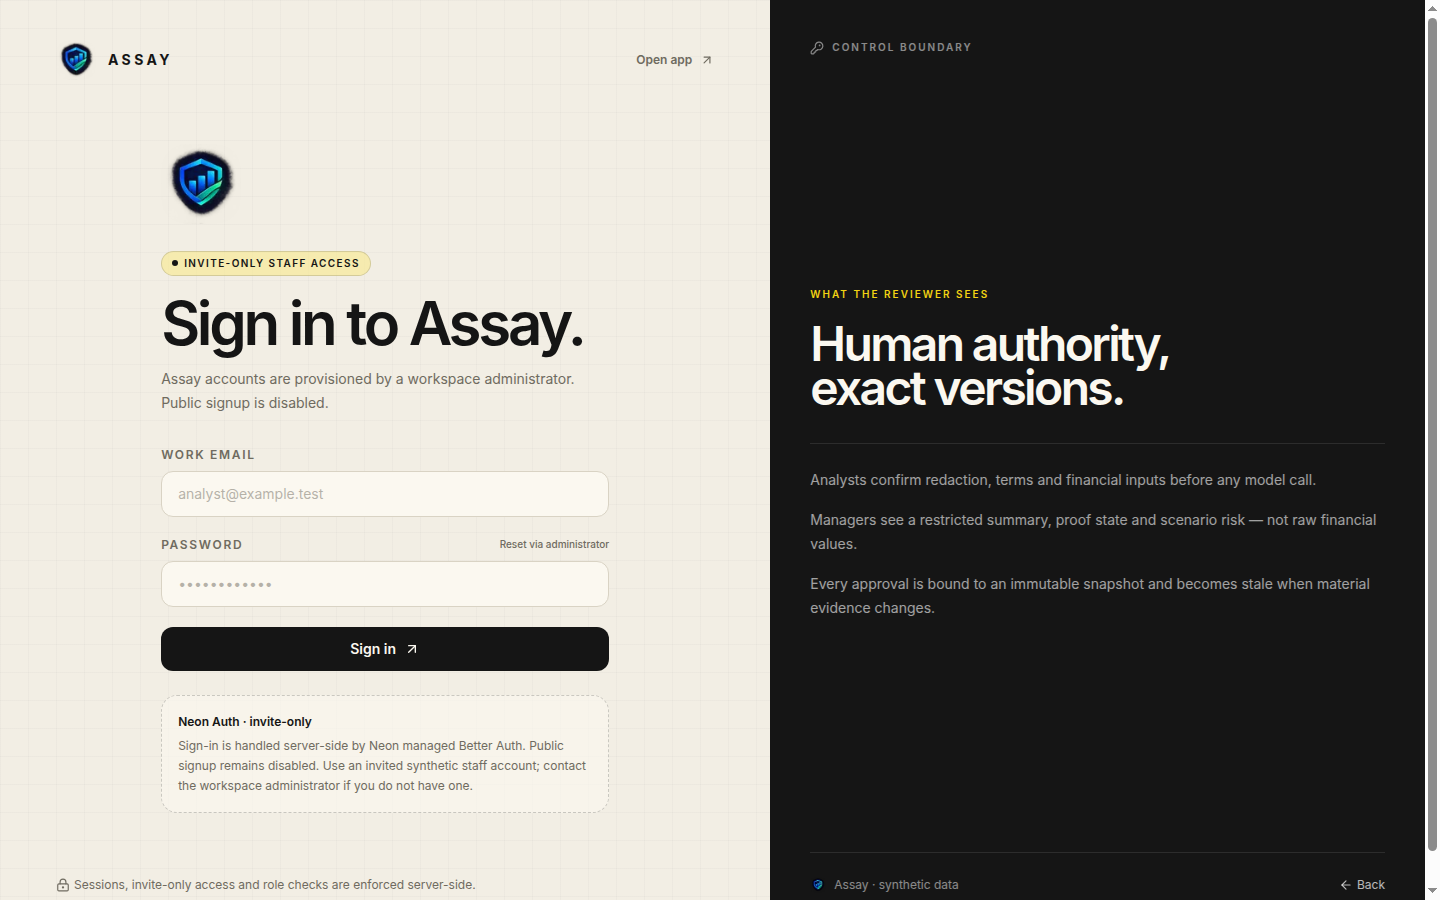 ASSAY
Open app
INVITE-ONLY STAFF ACCESS
Sign in to Assay.
Assay accounts are provisioned by a workspace administrator.
Public signup is disabled.
WORK EMAIL
analyst@example.test
PASSWORD
Reset via administrator
••••••••••••
Sign in
Neon Auth · invite-only
Sign-in is handled server-side by Neon managed Better Auth. Public
signup remains disabled. Use an invited synthetic staff account; contact
the workspace administrator if you do not have one.
Sessions, invite-only access and role checks are enforced server-side.
CONTROL BOUNDARY
WHAT THE REVIEWER SEES
Human authority,
exact versions.
Analysts confirm redaction, terms and financial inputs before any model call.
Managers see a restricted summary, proof state and scenario risk — not raw financial
values.
Every approval is bound to an immutable snapshot and becomes stale when material
evidence changes.
Assay · synthetic data
Back